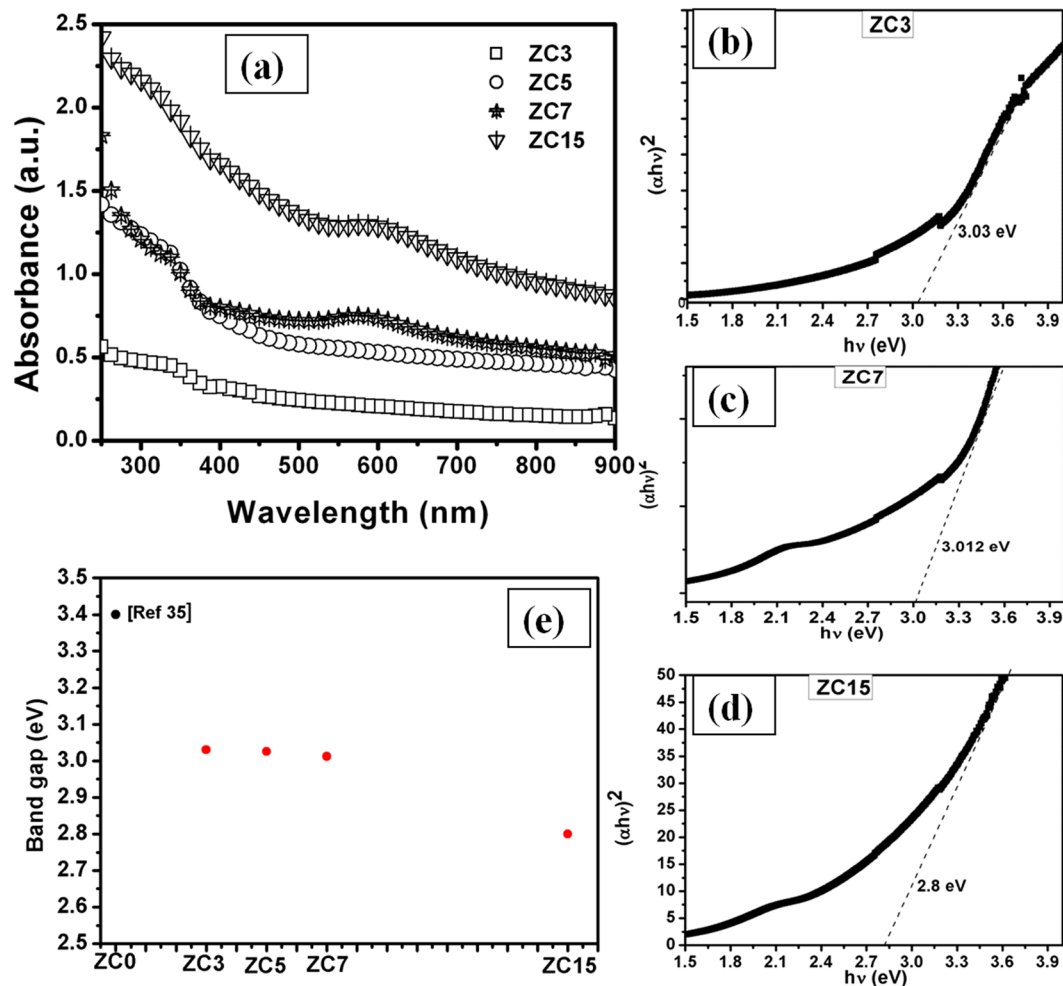 (a)
ZC3
ZC5
ZC7
ZC15
2.5
2.0
1.5
1.0
0.5
0.0
Absorbance (a.u.)
300 400 500 600 700 800 900
Wavelength (nm)
(b)
ZC3
(αhν)2
3.03 eV
1.5 1.8 2.1 2.4 2.7 3.0 3.3 3.6 3.9
hν (eV)
(c)
ZC7
3.012 eV
1.5 1.8 2.1 2.4 2.7 3.0 3.3 3.6 3.9
hν (eV)
(d)
ZC15
50
45
40
35
30
25
20
15
10
5
0
(αhν)2
2.8 eV
1.5 1.8 2.1 2.4 2.7 3.0 3.3 3.6 3.9
hν (eV)
(e)
[Ref 35]
3.5
3.4
3.3
3.2
3.1
3.0
2.9
2.8
2.7
2.6
2.5
Band gap (eV)
ZC0 ZC3 ZC5 ZC7 ZC15